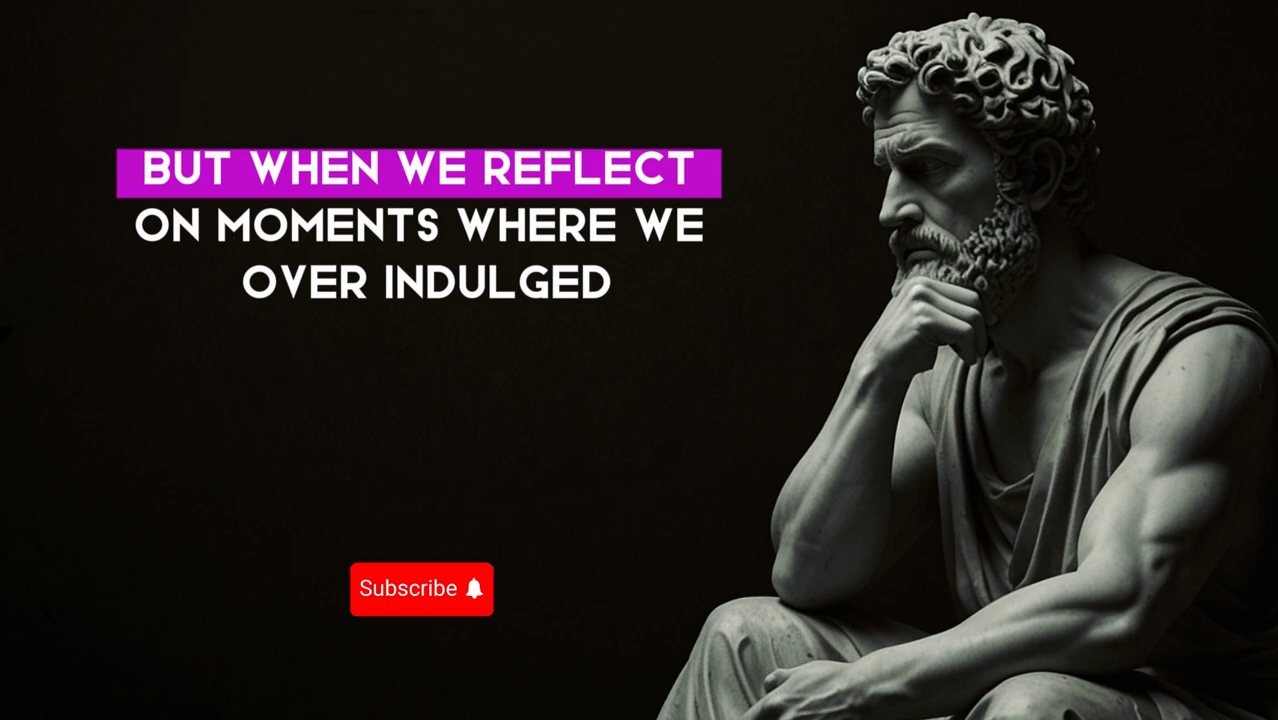 BUT WHEN WE REFLECT
ON MOMENTS WHERE WE
OVER INDULGED
Subscribe